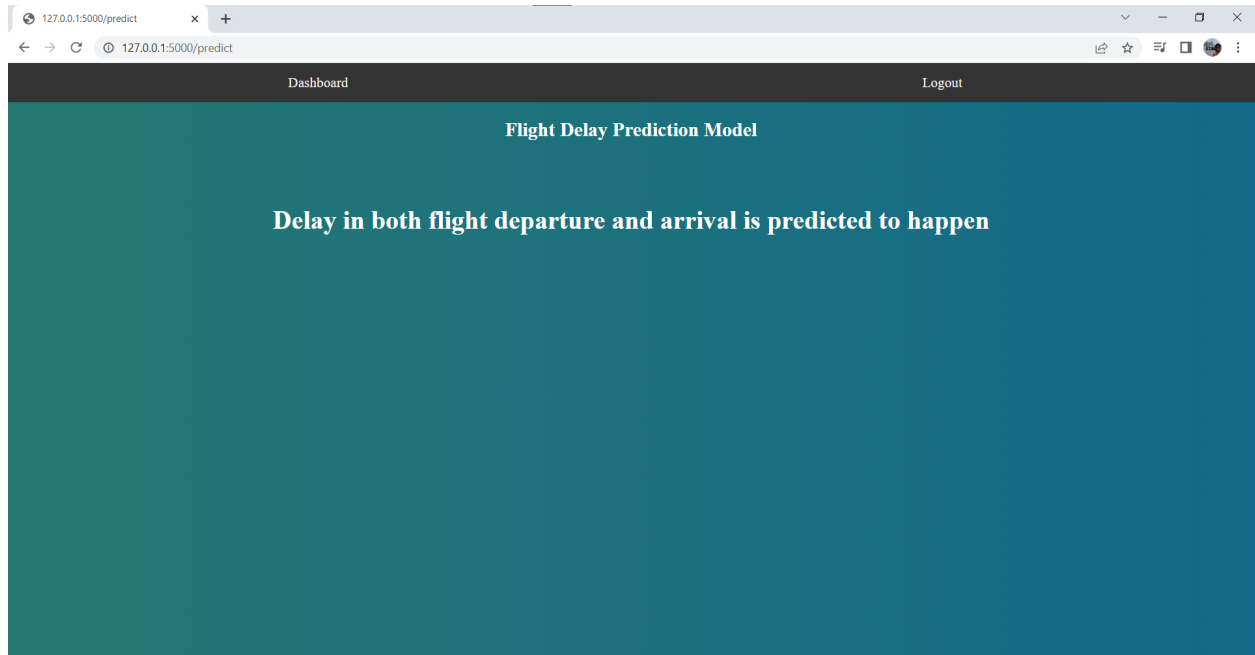 127.0.0.1:5000/predict
127.0.0.1:5000/predict
Dashboard Logout
Flight Delay Prediction Model
Delay in both flight departure and arrival is predicted to happen